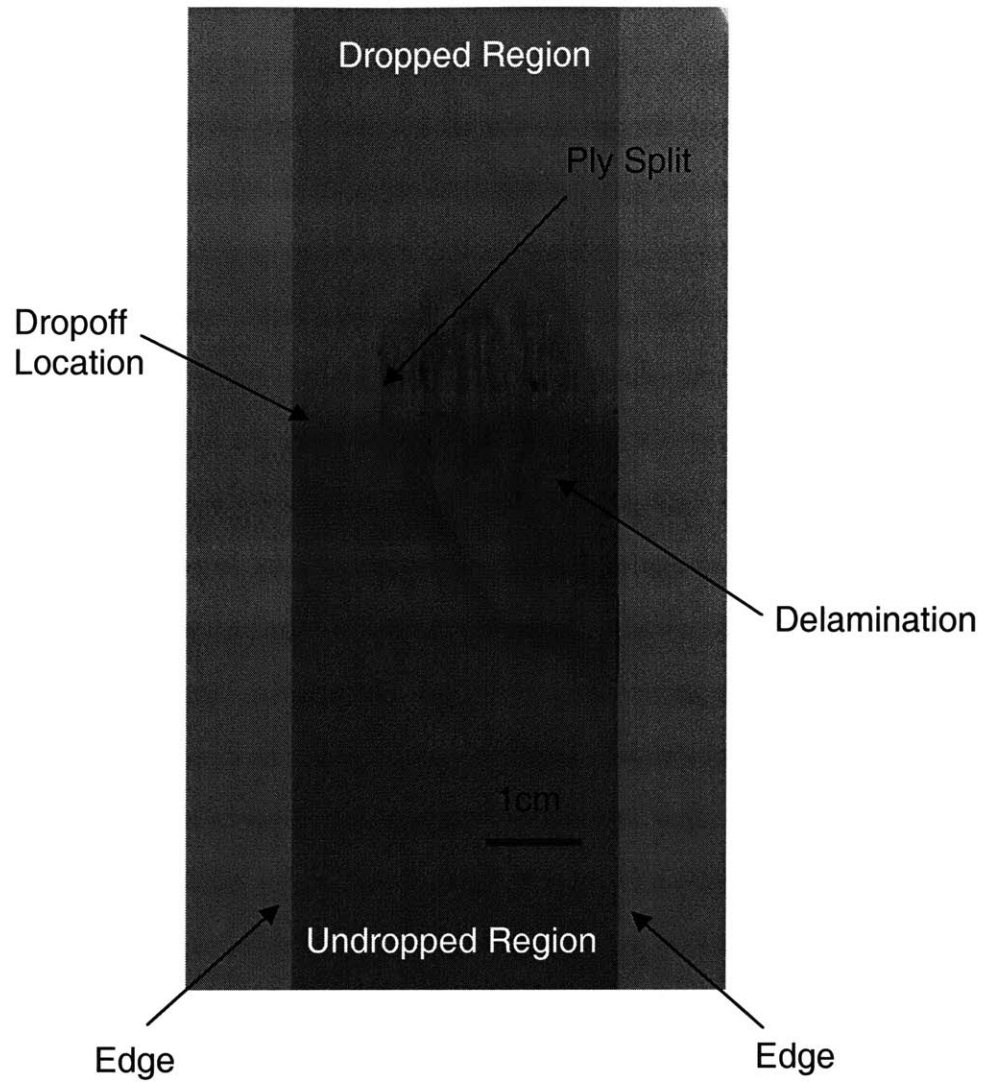 Dropped Region
Ply Split
Dropoff
Location
Delamination
1cm
Undropped Region
Edge
Edge